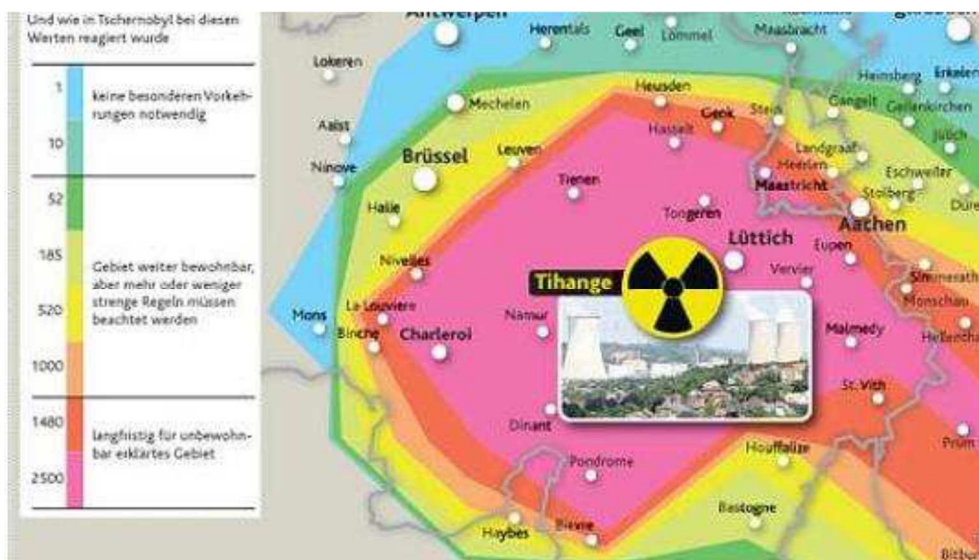 Und wie in Tschernobyl bei diesen
Werten reagiert wurde
1
keine besonderen Vorkeh-
rungen notwendig
10
52
185
Gebiet weiter bewohnbar,
aber mehr oder weniger
strenge Regeln müssen
beachtet werden
520
1000
1480
langfristig für unbewohn-
bar erklärtes Gebiet
2500
Antwerpen
Herentals
Geel
Lommel
Maasbracht
Lokeren
Heinsberg
Erkelen
Mechelen
Heusden
Genk
Stein
Gangelt
Geilenkirchen
Aalst
Hasselt
Jülich
Brüssel
Leuven
Landgraaf
Heerlen
Ninove
Eschweiler
Tienen
Maastricht
Stolberg
Düre
Halle
Tongeren
Aachen
Lüttich
Eupen
Nivelles
Vervier
Simmerath
Tihange
Monschau
La Louvière
Mons
Namur
Binche
Charleroi
Malmedy
Hellentha
St. Vith
Dinant
Prüm
Houffalize
Pondrome
Bastogne
Haybes
Bièvre
Bitbu